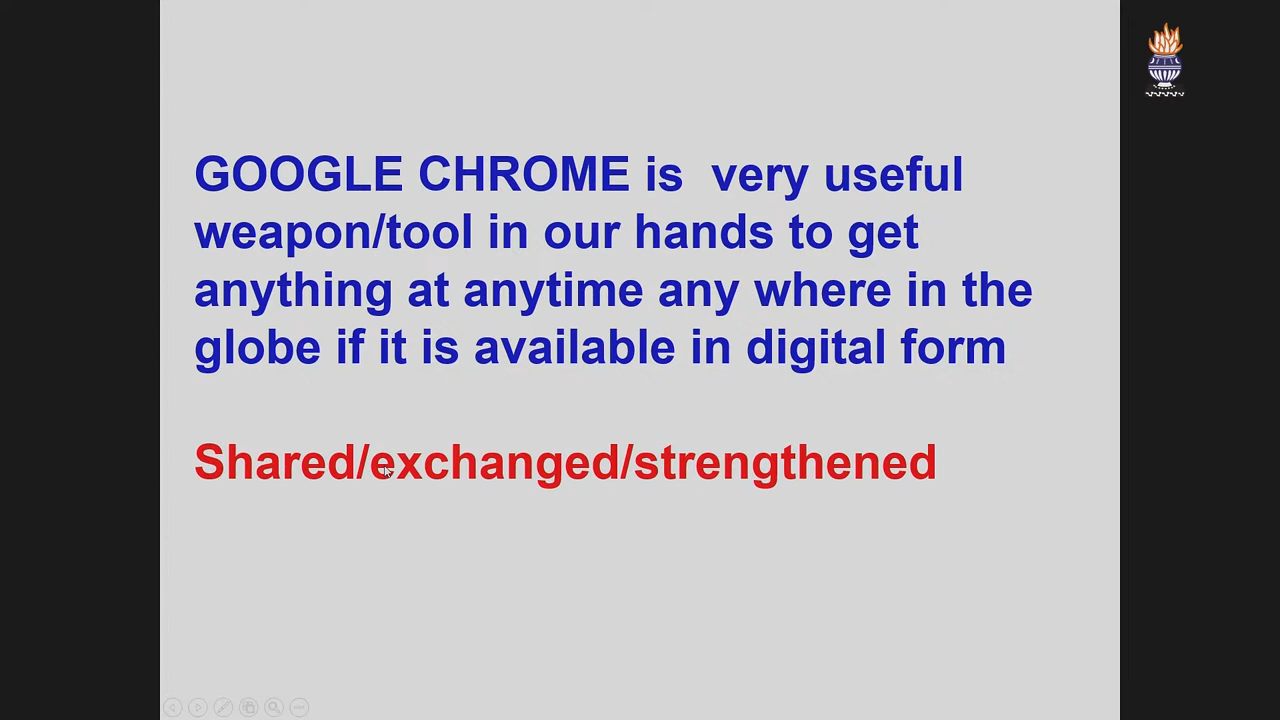 GOOGLE CHROME is  very useful
weapon/tool in our hands to get
anything at anytime any where in the
globe if it is available in digital form
Shared/exchanged/strengthened